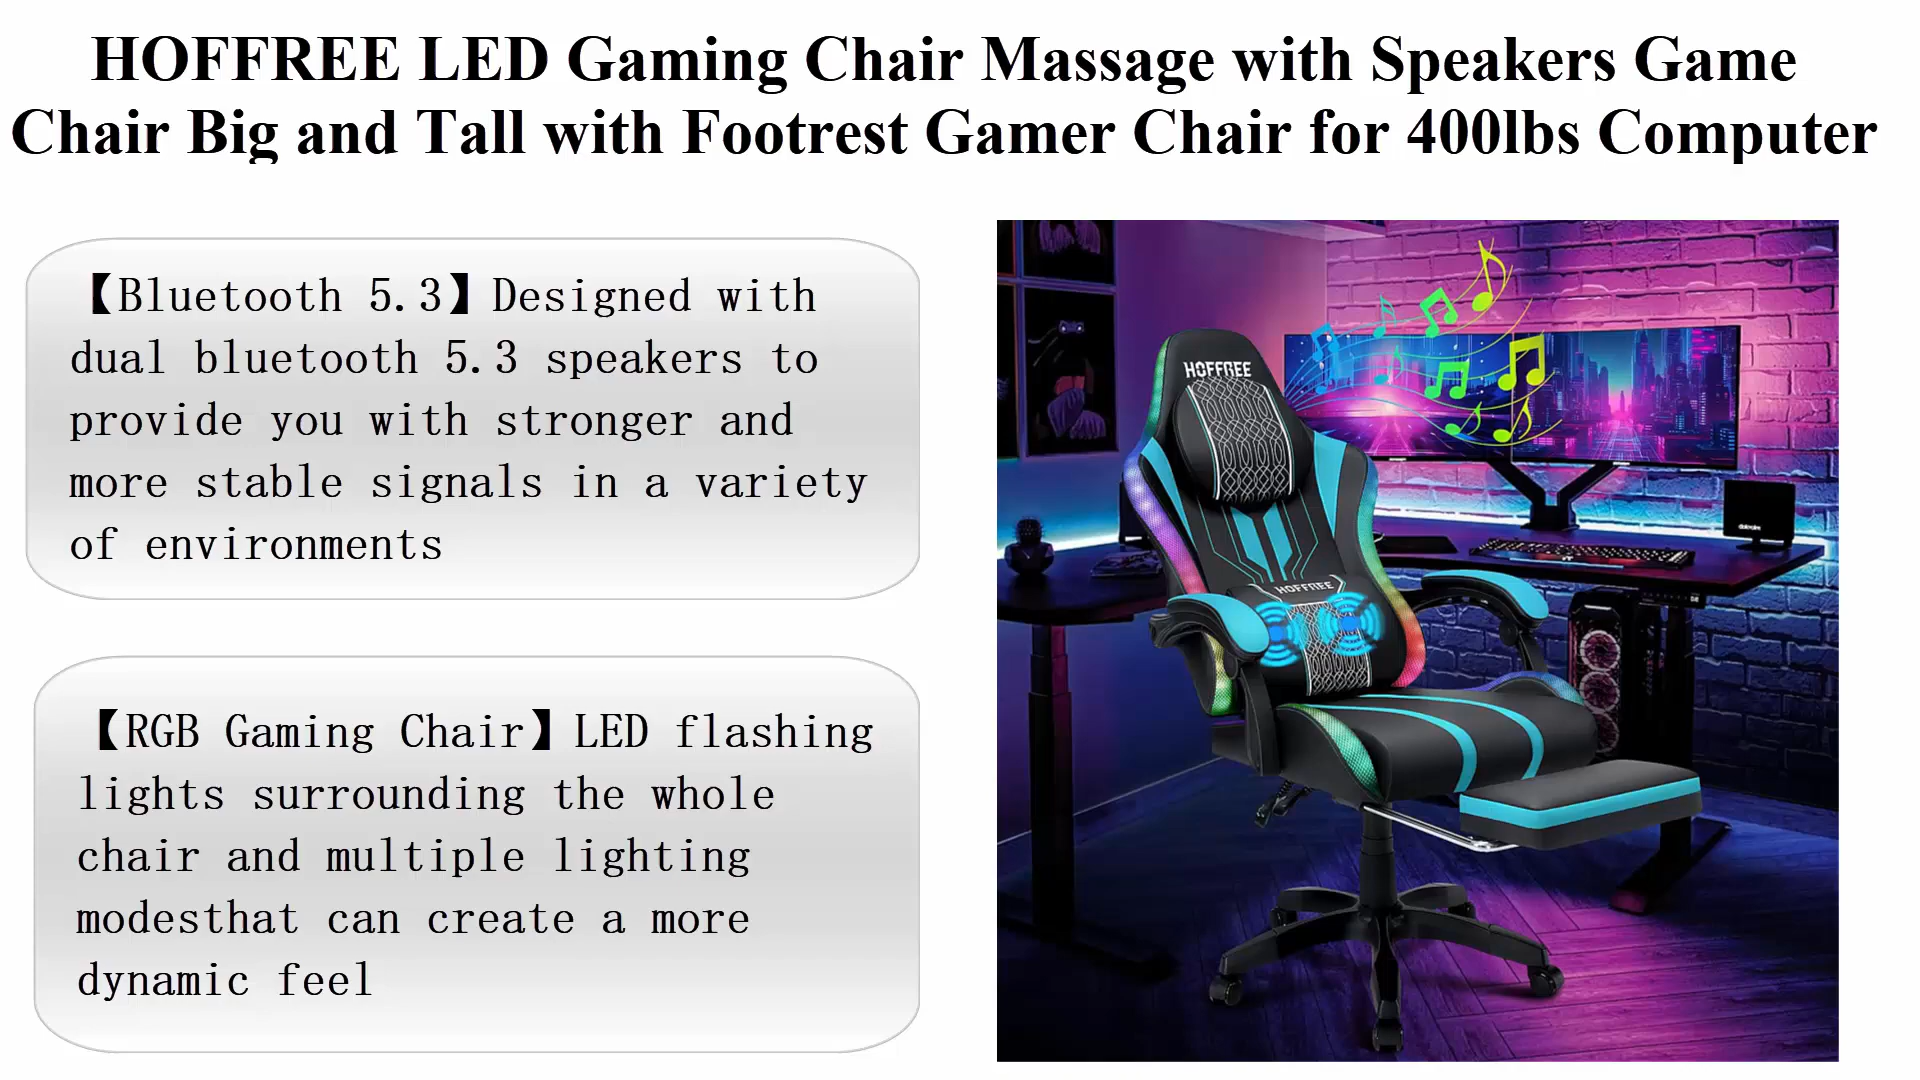 HOFFREE LED Gaming Chair Massage with Speakers Game
Chair Big and Tall with Footrest Gamer Chair for 400lbs Computer
【Bluetooth 5.3】Designed with
dual bluetooth 5.3 speakers to
provide you with stronger and
more stable signals in a variety
of environments
【RGB Gaming Chair】LED flashing
lights surrounding the whole
chair and multiple lighting
modesthat can create a more
dynamic feel
HOFFREE
HOFFREE